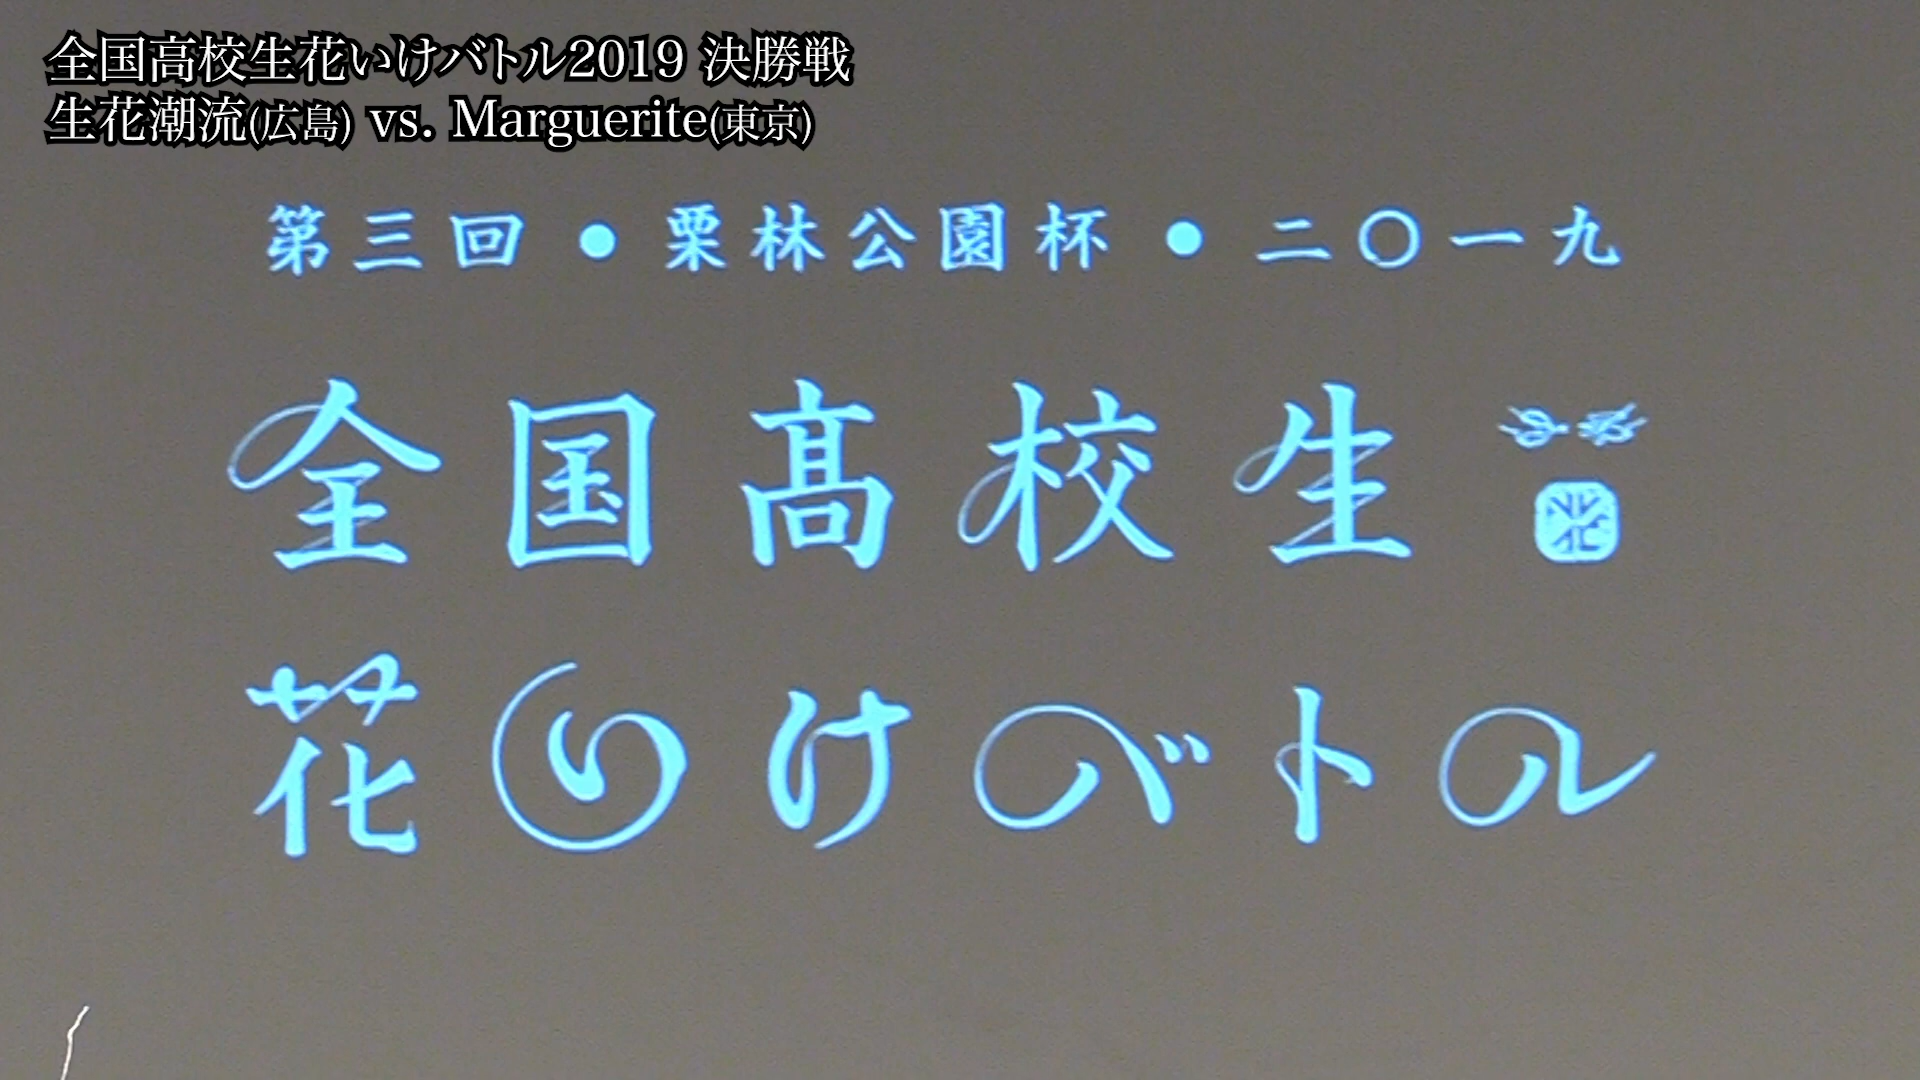 全国高校生花いけバトル2019 決勝戦
生花潮流(広島) vs. Marguerite(東京)
第三回●栗林公園杯●二〇一九
全国高校生
花いけバトル